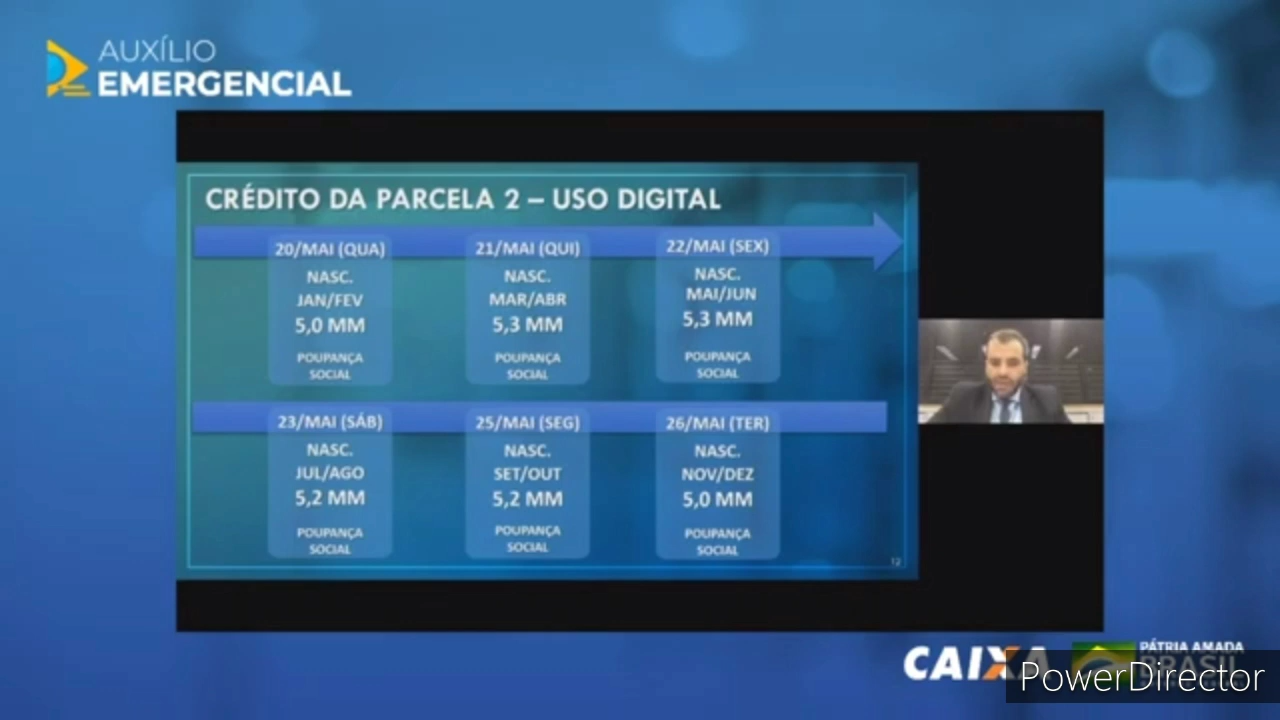 AUXÍLIO
EMERGENCIAL
CRÉDITO DA PARCELA 2 – USO DIGITAL
20/MAI (QUA)
NASC.
JAN/FEV
5,0 MM
POUPANÇA
SOCIAL
21/MAI (QUI)
NASC.
MAR/ABR
5,3 MM
POUPANÇA
SOCIAL
22/MAI (SEX)
NASC.
MAI/JUN
5,3 MM
POUPANÇA
SOCIAL
23/MAI (SÁB)
NASC.
JUL/AGO
5,2 MM
POUPANÇA
SOCIAL
25/MAI (SEG)
NASC.
SET/OUT
5,2 MM
POUPANÇA
SOCIAL
26/MAI (TER)
NASC.
NOV/DEZ
5,0 MM
POUPANÇA
SOCIAL
12
CAIXA
PÁTRIA AMADA
BRASIL
PowerDirector